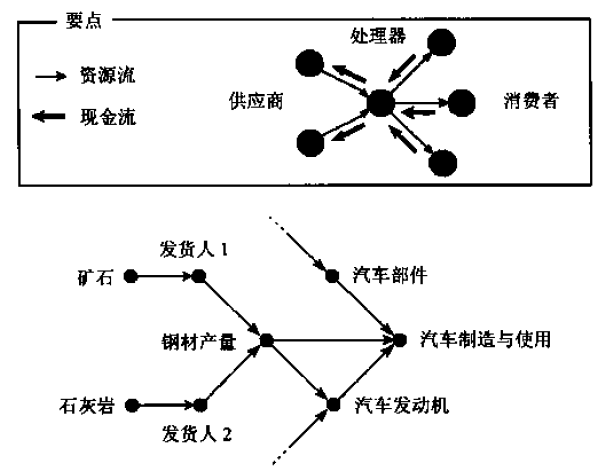 要点
处理器
资源流
供应商
消费者
现金流
发货人 1
矿石
汽车部件
钢材产量
汽车制造与使用
石灰岩
汽车发动机
发货人 2